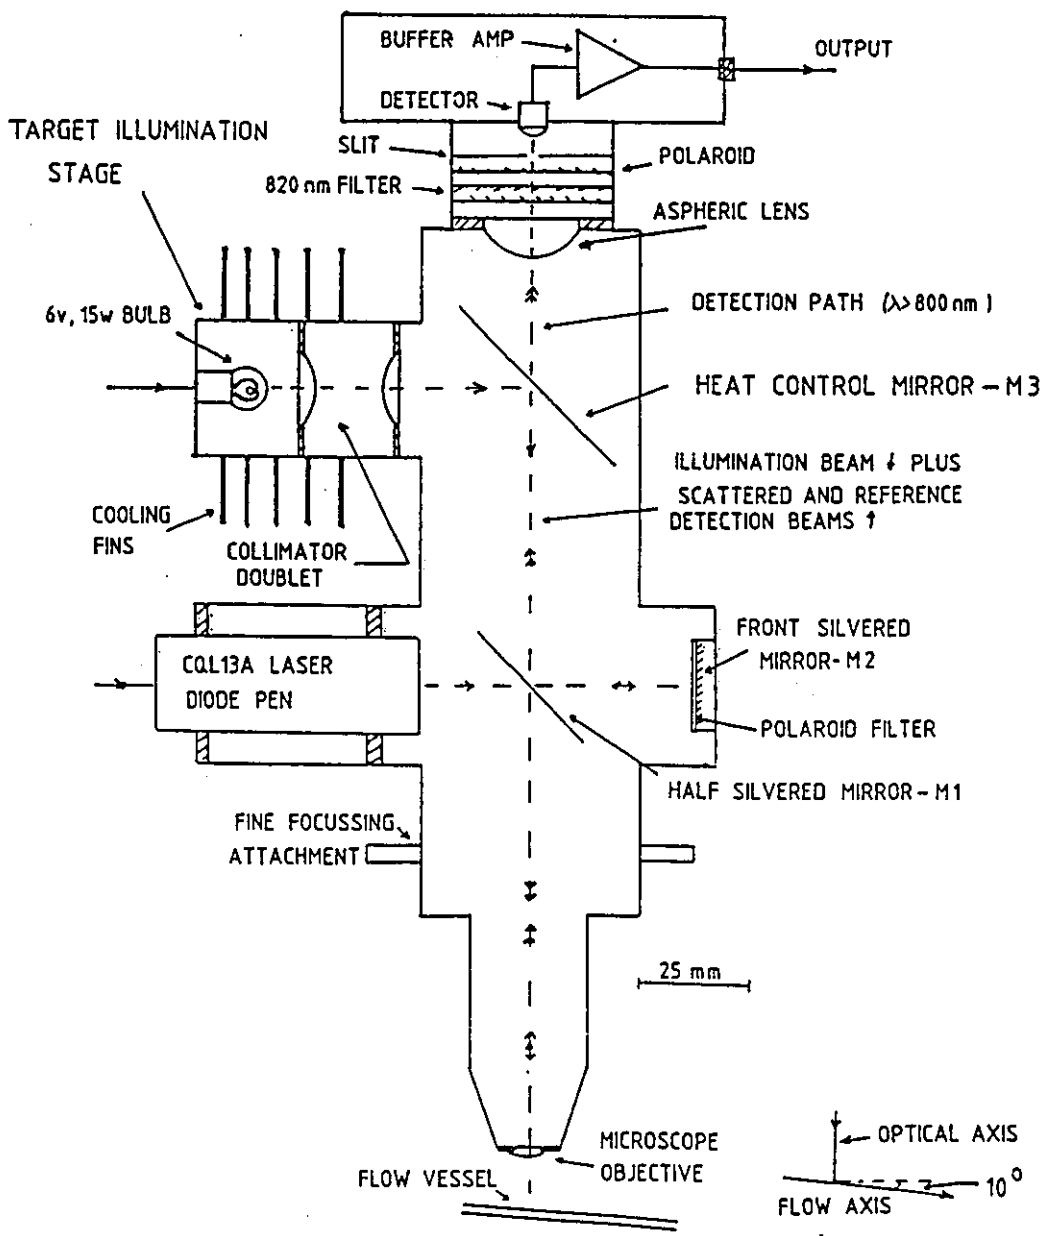 BUFFER AMP
OUTPUT
DETECTOR
TARGET ILLUMINATION
STAGE
SLIT
POLAROID
820 nm FILTER
ASPHERIC LENS
6v, 15w BULB
DETECTION PATH (λ>800 nm)
HEAT CONTROL MIRROR-M3
ILLUMINATION BEAM ↓ PLUS
SCATTERED AND REFERENCE
DETECTION BEAMS ↑
COOLING
FINS
COLLIMATOR
DOUBLET
FRONT SILVERED
MIRROR-M2
CQL13A LASER
DIODE PEN
POLAROID FILTER
HALF SILVERED MIRROR-M1
FINE FOCUSSING
ATTACHMENT
25 mm
MICROSCOPE
OBJECTIVE
OPTICAL AXIS
FLOW VESSEL
10°
FLOW AXIS